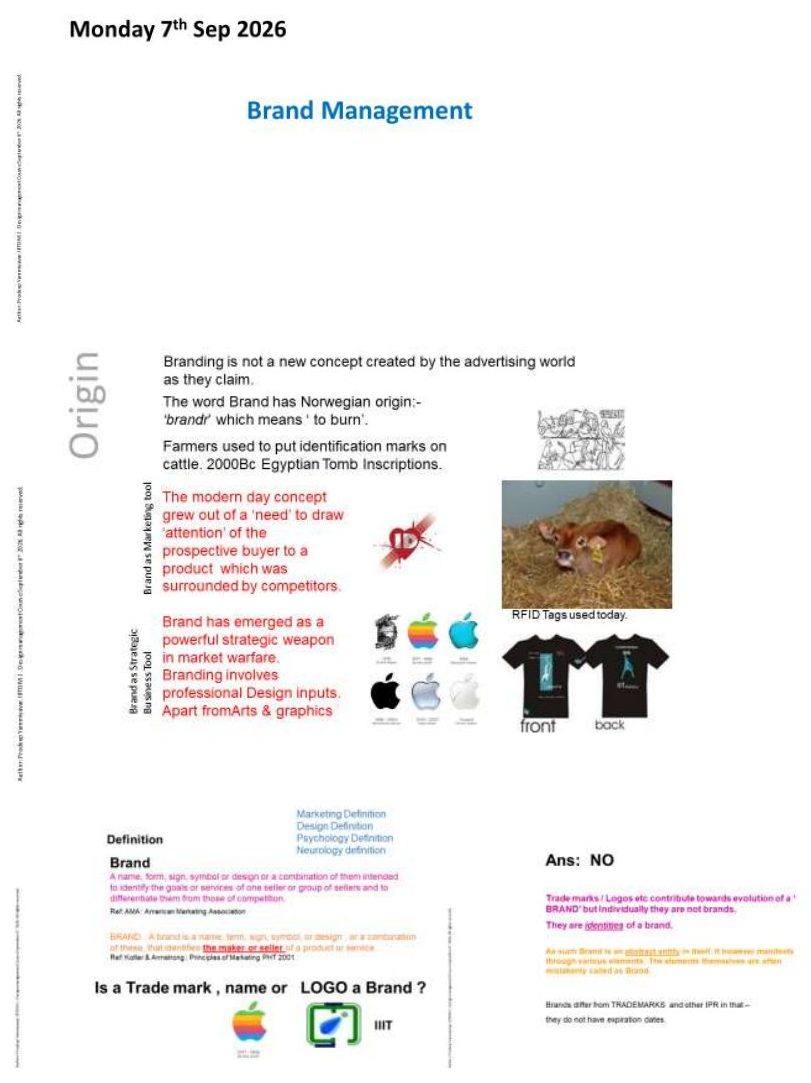 Monday 7th Sep 2026
Brand Management
Origin
Branding is not a new concept created by the advertising world
as they claim.
The word Brand has Norwegian origin:-
‘brandr’ which means ‘ to burn’.
Farmers used to put identification marks on
cattle. 2000Bc Egyptian Tomb Inscriptions.
Brand as Marketing tool
The modern day concept
grew out of a ‘need’ to draw
‘attention’ of the
prospective buyer to a
product which was
surrounded by competitors.
ID
RFID Tags used today.
Brand as Strategic
Business Tool
Brand has emerged as a
powerful strategic weapon
in market warfare.
Branding involves
professional Design inputs.
Apart fromArts & graphics
front
back
Marketing Definition
Design Definition
Psychology Definition
Neurology definition
Definition
Brand
A name, form, sign, symbol or design or a combination of them intended
to identify the goals or services of one seller or group of sellers and to
differentiate them from those of competition.
Ref: AMA: American Marketing Association
BRAND: A brand is a name, term, sign, symbol, or design , or a combination
of these, that identifies the maker or seller of a product or service.
Ref Kotler & Armstrong: Principles of Marketing PHT 2001
Is a Trade mark , name or LOGO a Brand ?
IIIT
Ans: NO
Trade marks / Logos etc contribute towards evolution of a ‘
BRAND’ but individually they are not brands.
They are identities of a brand.
As such Brand is an abstract entity in itself. It however manifests
through various elements. The elements themselves are often
mistakenly called as Brand.
Brands differ from TRADEMARKS and other IPR in that –
they do not have expiration dates.